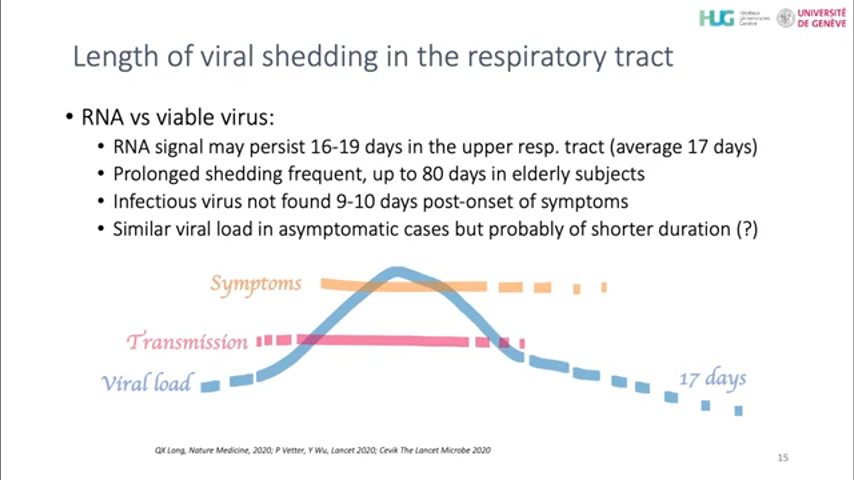 HUG Hôpitaux Universitaires Genève
UNIVERSITÉ DE GENÈVE
Length of viral shedding in the respiratory tract
• RNA vs viable virus:
• RNA signal may persist 16-19 days in the upper resp. tract (average 17 days)
• Prolonged shedding frequent, up to 80 days in elderly subjects
• Infectious virus not found 9-10 days post-onset of symptoms
• Similar viral load in asymptomatic cases but probably of shorter duration (?)
Symptoms
Transmission
Viral load
17 days
QX Long, Nature Medicine, 2020; P Vetter, Y Wu, Lancet 2020; Cevik The Lancet Microbe 2020
15